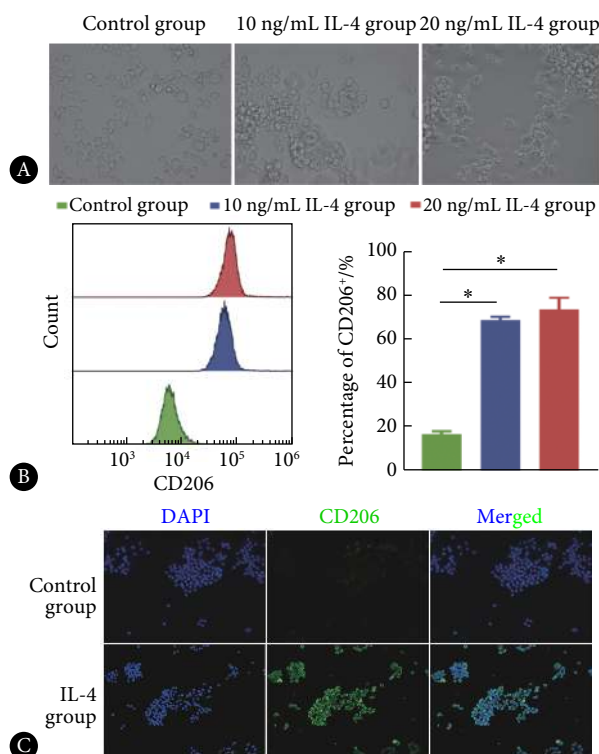 Control group 10 ng/mL IL-4 group 20 ng/mL IL-4 group
A
Control group 10 ng/mL IL-4 group 20 ng/mL IL-4 group
Count
10³ 10⁴ 10⁵ 10⁶
CD206
Percentage of CD206⁺/%
100
80
60
40
20
0
*
*
B
DAPI CD206 Merged
Control
group
IL-4
group
C